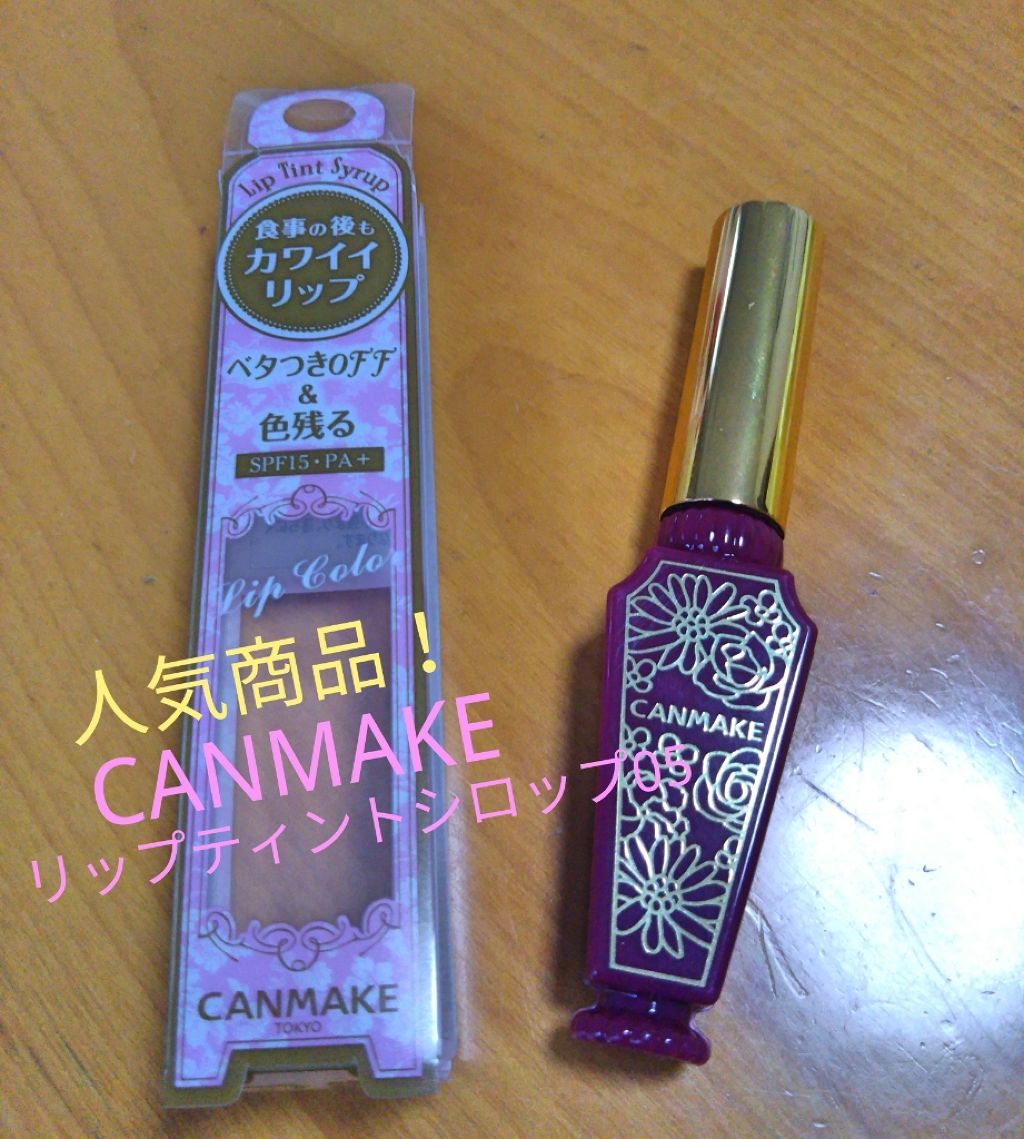 Lip Tint Syrup
食事の後も
カワイイ
リップ
ベタつきOFF
&
色残る
SPF15・PA+
Lip Color
人気商品！
CANMAKE
リップティントシロップ05
CANMAKE
TOKYO
CANMAKE